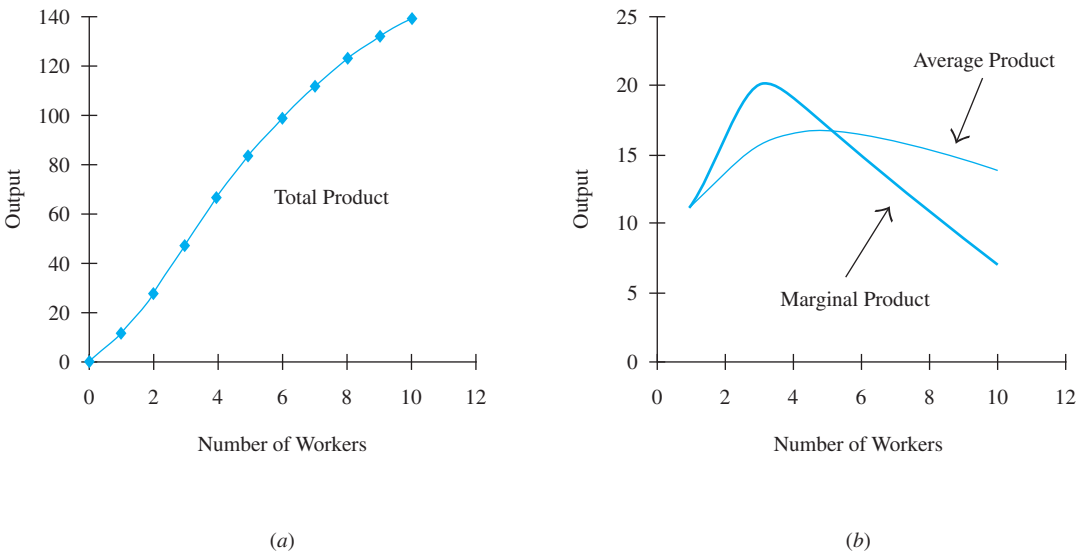 140
120
100
80
60
40
20
0
Output
Total Product
0 2 4 6 8 10 12
Number of Workers
(a)
25
20
15
10
5
0
Output
Average Product
Marginal Product
0 2 4 6 8 10 12
Number of Workers
(b)